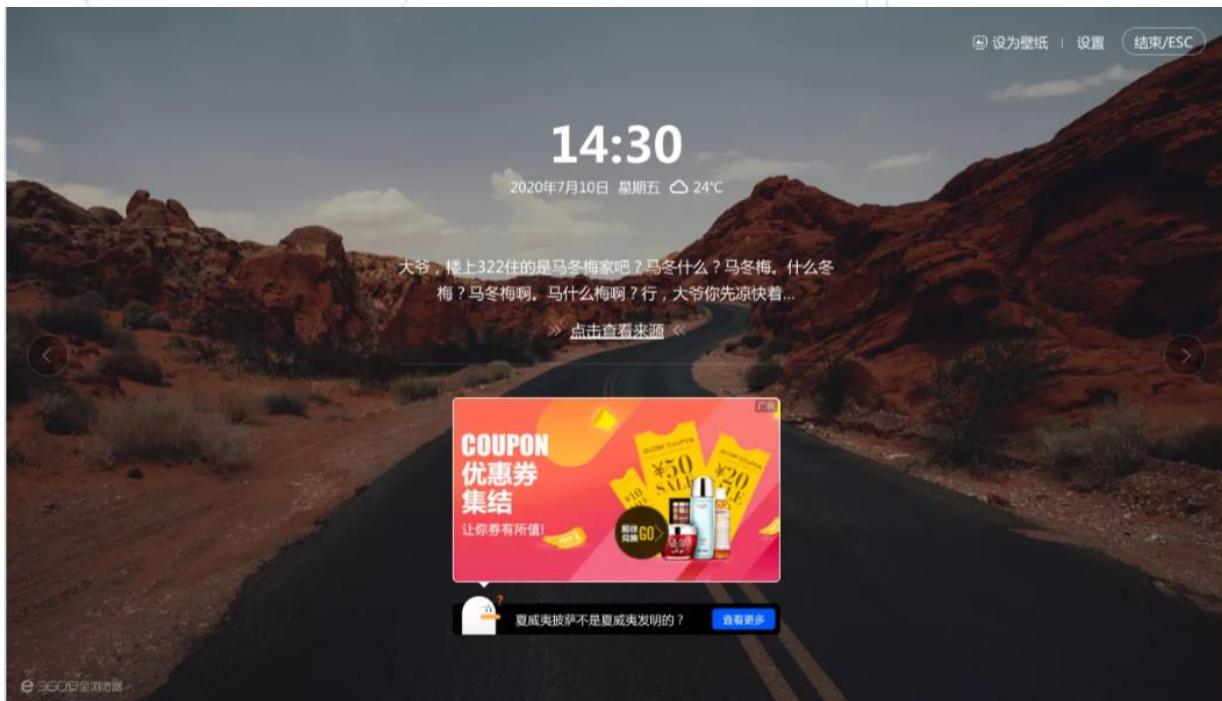 设为壁纸 | 设置 结束/ESC
14:30
2020年7月10日 星期五 24℃
大爷，楼上322住的是马冬梅家吧？马冬什么？马冬梅。什么冬
梅？马冬梅啊。马什么梅啊？行，大爷你先凉快着...
》 点击查看来源 《
广告
COUPON
优惠券
集结
让你券有所值!
¥50
SALE
¥20
¥10
前往
兑换 GO
夏威夷披萨不是夏威夷发明的？ 查看更多
360安全浏览器